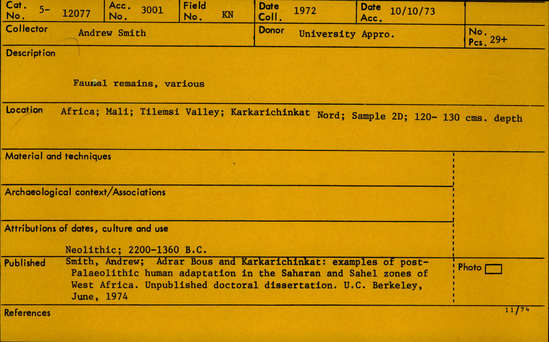 Cat. No. 5- 12077 Acc. No. 3001 Field No. KN Date Coll. 1972 Date Acc. 10/10/73
Collector Andrew Smith Donor University Appro. No. Pcs. 29+
Description
Faunal remains, various
Location Africa; Mali; Tilemsi Valley; Karkarichinkat Nord; Sample 2D; 120- 130 cms. depth
Material and techniques
Archaeological context/Associations
Attributions of dates, culture and use
Neolithic; 2200-1360 B.C.
Published Smith, Andrew; Adrar Bous and Karkarichinkat: examples of post-
Palaeolithic human adaptation in the Saharan and Sahel zones of
West Africa. Unpublished doctoral dissertation. U.C. Berkeley,
June, 1974
Photo
References 11/74